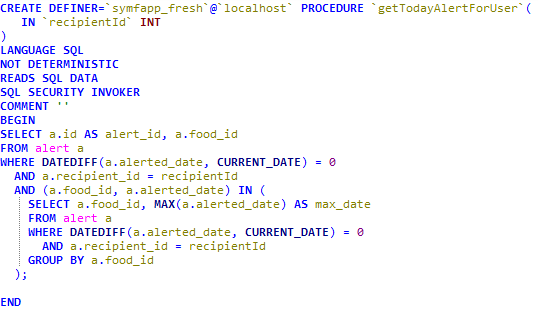 CREATE DEFINER=`symfapp_fresh`@`localhost` PROCEDURE `getTodayAlertForUser`(
   IN `recipientId` INT
)
LANGUAGE SQL
NOT DETERMINISTIC
READS SQL DATA
SQL SECURITY INVOKER
COMMENT ''
BEGIN
SELECT a.id AS alert_id, a.food_id
FROM alert a
WHERE DATEDIFF(a.alerted_date, CURRENT_DATE) = 0
  AND a.recipient_id = recipientId
  AND (a.food_id, a.alerted_date) IN (
    SELECT a.food_id, MAX(a.alerted_date) AS max_date
    FROM alert a
    WHERE DATEDIFF(a.alerted_date, CURRENT_DATE) = 0
      AND a.recipient_id = recipientId
    GROUP BY a.food_id
  );
END